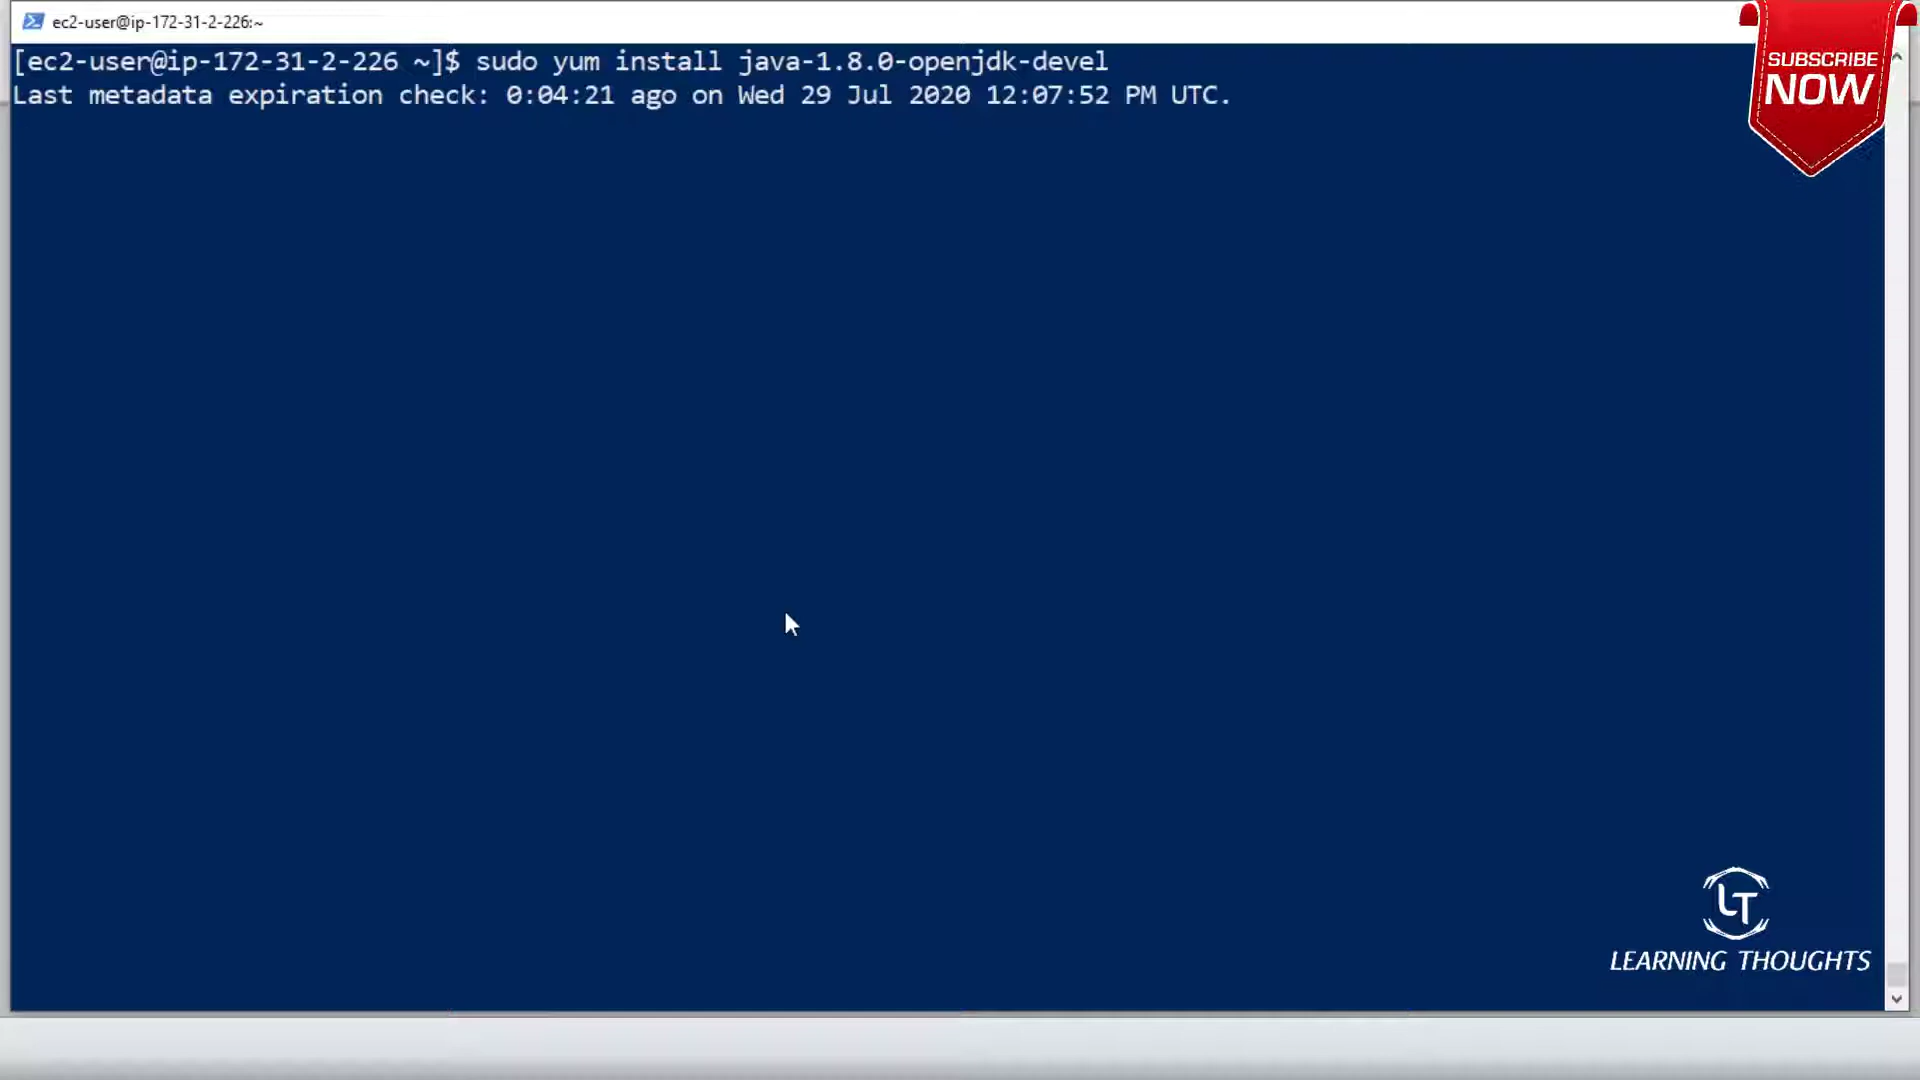 ec2-user@ip-172-31-2-226:~
[ec2-user@ip-172-31-2-226 ~]$ sudo yum install java-1.8.0-openjdk-devel
Last metadata expiration check: 0:04:21 ago on Wed 29 Jul 2020 12:07:52 PM UTC.
SUBSCRIBE
NOW
LT
LEARNING THOUGHTS